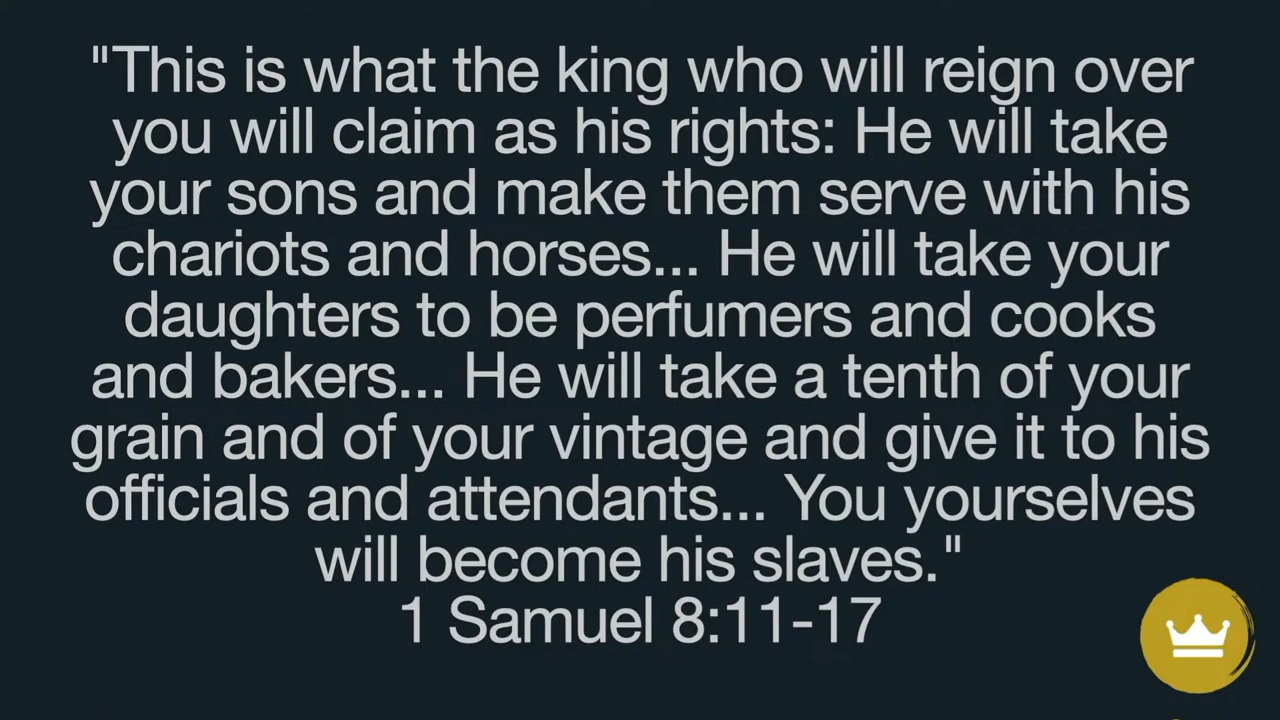 "This is what the king who will reign over
you will claim as his rights: He will take
your sons and make them serve with his
chariots and horses... He will take your
daughters to be perfumers and cooks
and bakers... He will take a tenth of your
grain and of your vintage and give it to his
officials and attendants... You yourselves
will become his slaves."
1 Samuel 8:11-17